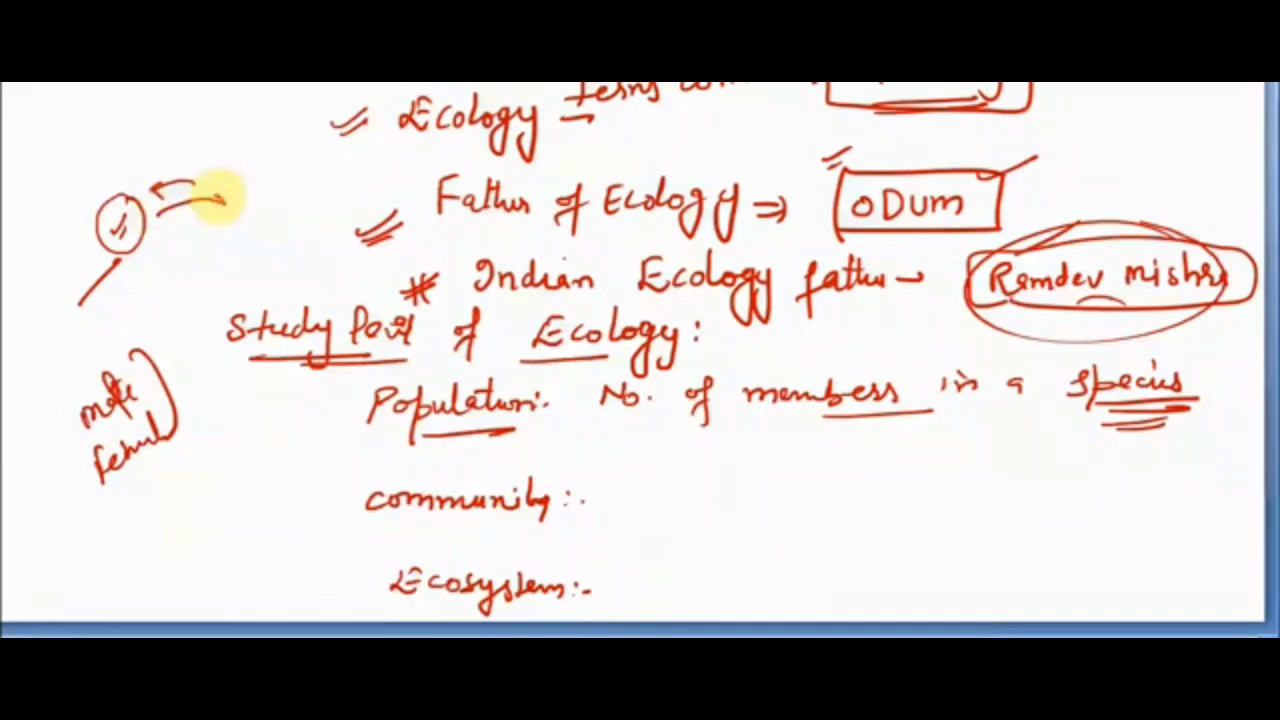 Ecology → term
Father of Ecology ⇒ ODum
* Indian Ecology father → Ramdev mishra
Study Part of Ecology:
Population:- No. of members in a species
male
female
community:-
Ecosystem:-